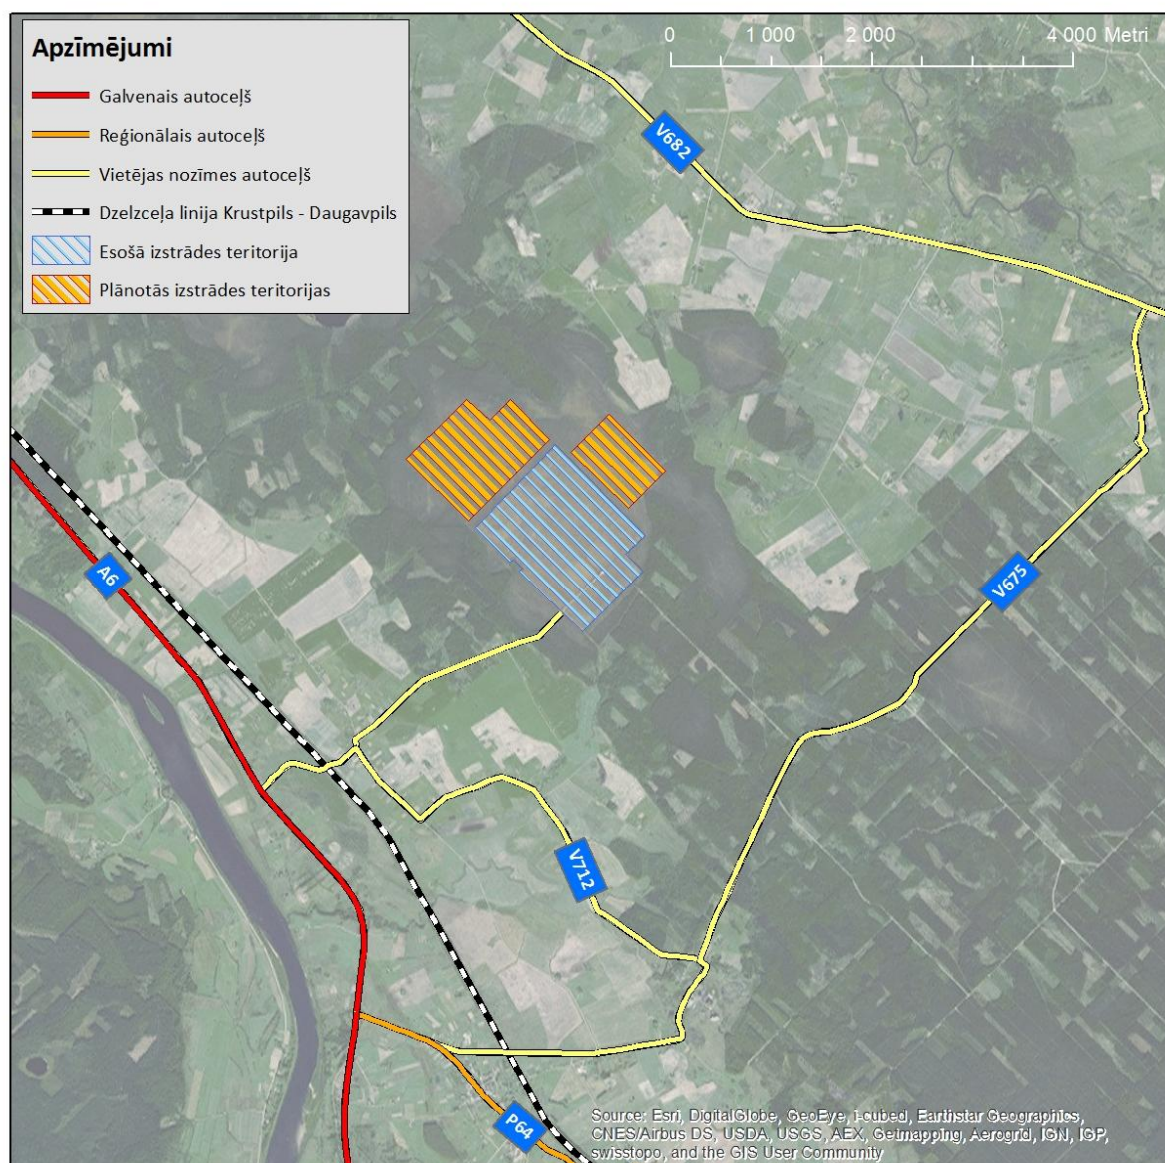 Apzīmējumi
Galvenais autoceļš
Reģionālais autoceļš
Vietējas nozīmes autoceļš
Dzelzceļa linija Krustpils - Daugavpils
Esošā izstrādes teritorija
Plānotās izstrādes teritorijas
0 1 000 2 000 4 000 Metri
V682
A6
V675
V712
P64
Source: Esri, DigitalGlobe, GeoEye, i-cubed, Earthstar Geographics,
CNES/Airbus DS, USDA, USGS, AEX, Getmapping, Aerogrid, IGN, IGP,
swisstopo, and the GIS User Community